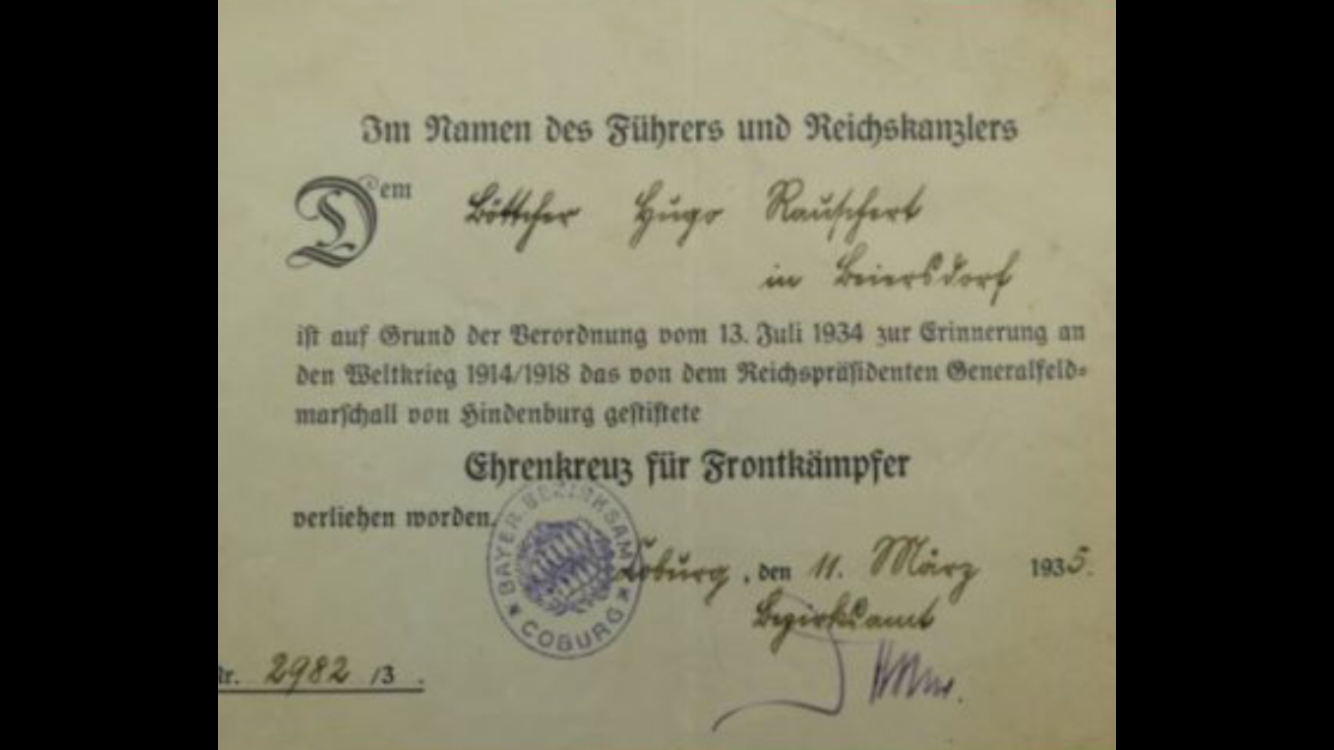 Im Namen des Führers und Reichskanzlers
Dem Böttcher Hugo Rauschert
in Beiersdorf
ist auf Grund der Verordnung vom 13. Juli 1934 zur Erinnerung an
den Weltkrieg 1914/1918 das von dem Reichspräsidenten Generalfeld-
marschall von Hindenburg gestiftete
Ehrenkreuz für Frontkämpfer
verliehen worden.
BAYER. BEZIRKSAMT
COBURG
Coburg, den 11. März 1935.
Bezirksamt
Nr. 2982 /3.